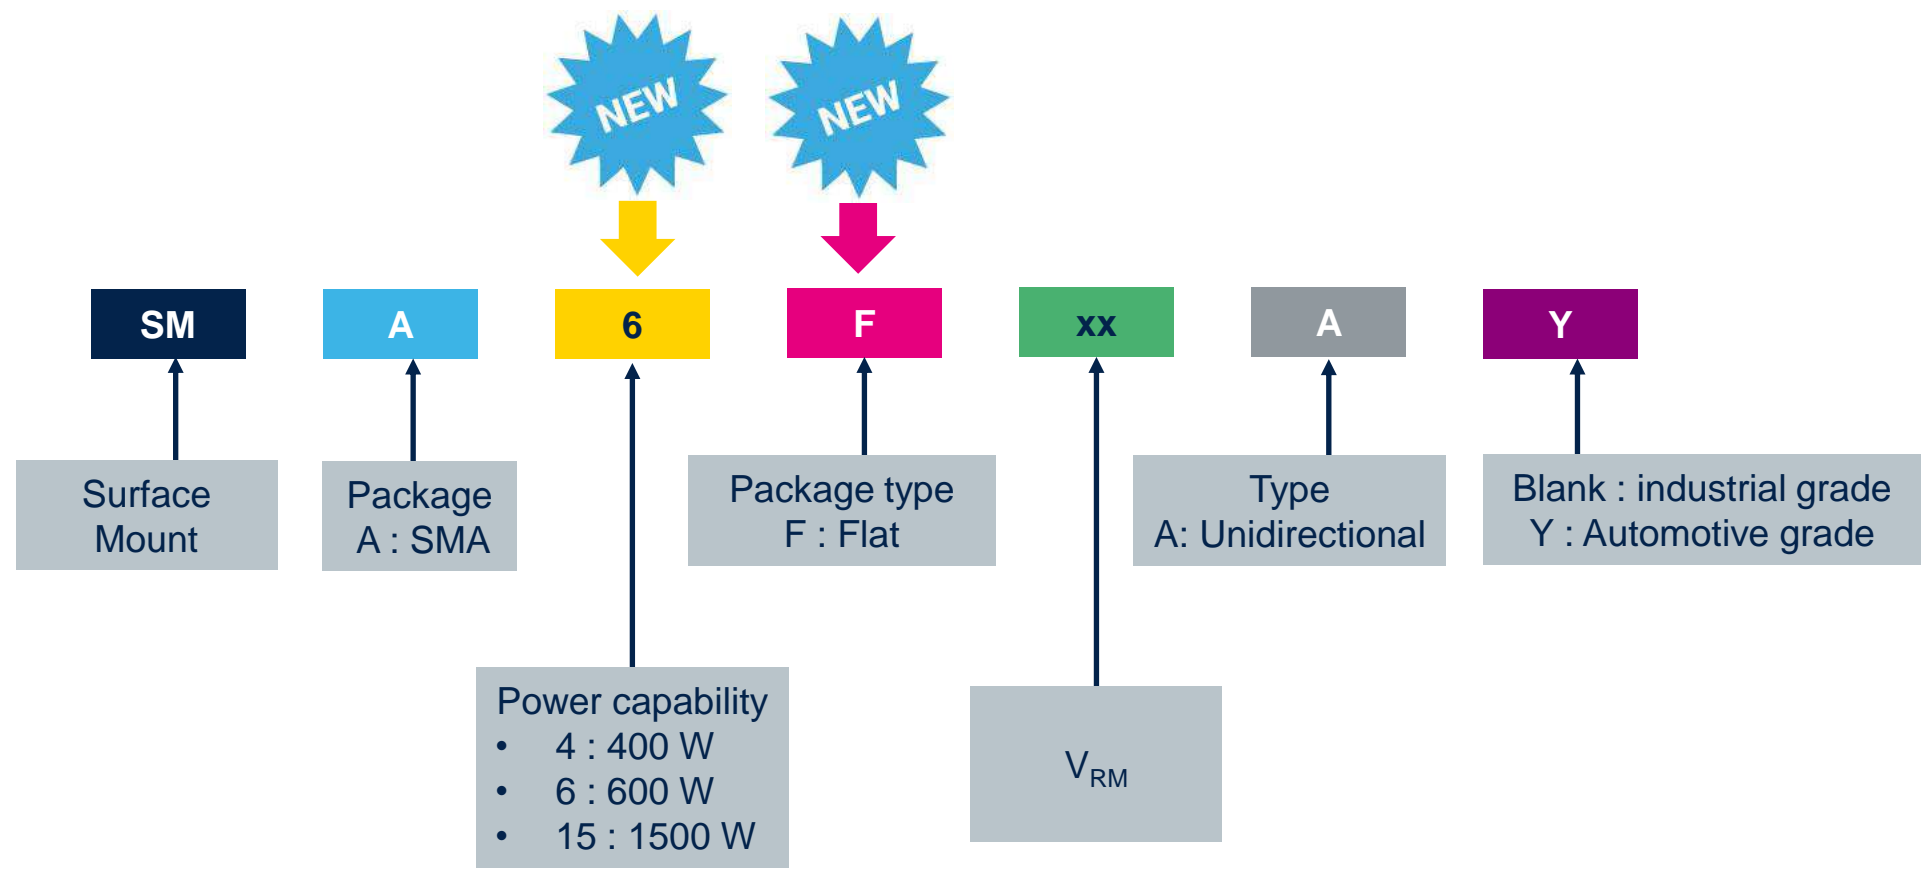 NEW
NEW
SM
A
6
F
xx
A
Y
Surface
Mount
Package
A : SMA
Package type
F : Flat
Type
A: Unidirectional
Blank : industrial grade
Y : Automotive grade
Power capability
• 4 : 400 W
• 6 : 600 W
• 15 : 1500 W
VRM